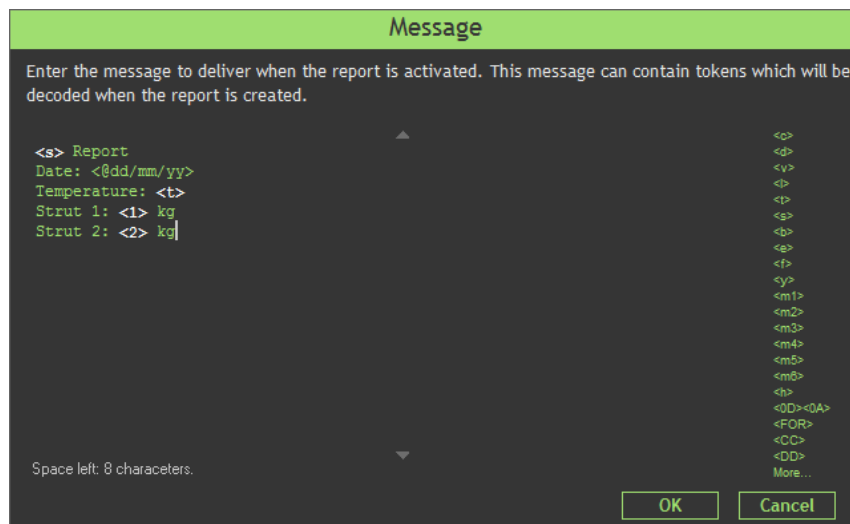 Message
Enter the message to deliver when the report is activated. This message can contain tokens which will be
decoded when the report is created.
<s> Report
Date: <@dd/mm/yy>
Temperature: <t>
Strut 1: <1> kg
Strut 2: <2> kg
<c>
<d>
<v>
<l>
<t>
<s>
<b>
<e>
<f>
<y>
<m1>
<m2>
<m3>
<m4>
<m5>
<m6>
<h>
<0D><0A>
<FOR>
<CC>
<DD>
More...
Space left: 8 characeters.
OK
Cancel